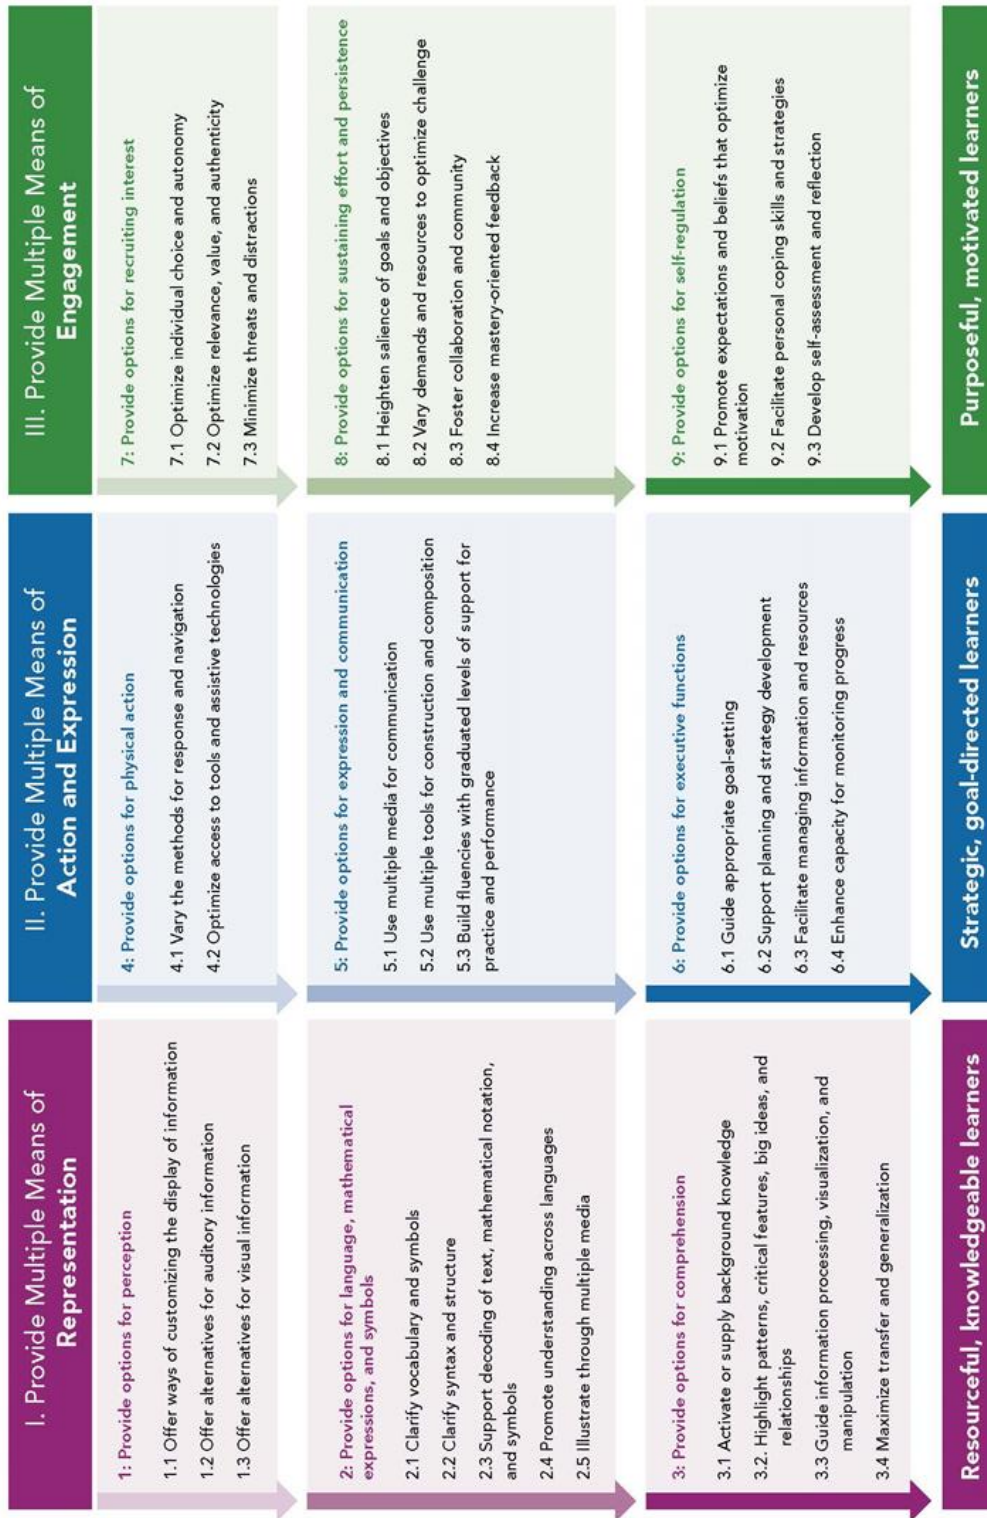 I. Provide Multiple Means of
Representation
1: Provide options for perception
1.1 Offer ways of customizing the display of information
1.2 Offer alternatives for auditory information
1.3 Offer alternatives for visual information
2: Provide options for language, mathematical
expressions, and symbols
2.1 Clarify vocabulary and symbols
2.2 Clarify syntax and structure
2.3 Support decoding of text, mathematical notation,
and symbols
2.4 Promote understanding across languages
2.5 Illustrate through multiple media
3: Provide options for comprehension
3.1 Activate or supply background knowledge
3.2. Highlight patterns, critical features, big ideas, and
relationships
3.3 Guide information processing, visualization, and
manipulation
3.4 Maximize transfer and generalization
Resourceful, knowledgeable learners
II. Provide Multiple Means of
Action and Expression
4: Provide options for physical action
4.1 Vary the methods for response and navigation
4.2 Optimize access to tools and assistive technologies
5: Provide options for expression and communication
5.1 Use multiple media for communication
5.2 Use multiple tools for construction and composition
5.3 Build fluencies with graduated levels of support for
practice and performance
6: Provide options for executive functions
6.1 Guide appropriate goal-setting
6.2 Support planning and strategy development
6.3 Facilitate managing information and resources
6.4 Enhance capacity for monitoring progress
Strategic, goal-directed learners
III. Provide Multiple Means of
Engagement
7: Provide options for recruiting interest
7.1 Optimize individual choice and autonomy
7.2 Optimize relevance, value, and authenticity
7.3 Minimize threats and distractions
8: Provide options for sustaining effort and persistence
8.1 Heighten salience of goals and objectives
8.2 Vary demands and resources to optimize challenge
8.3 Foster collaboration and community
8.4 Increase mastery-oriented feedback
9: Provide options for self-regulation
9.1 Promote expectations and beliefs that optimize
motivation
9.2 Facilitate personal coping skills and strategies
9.3 Develop self-assessment and reflection
Purposeful, motivated learners